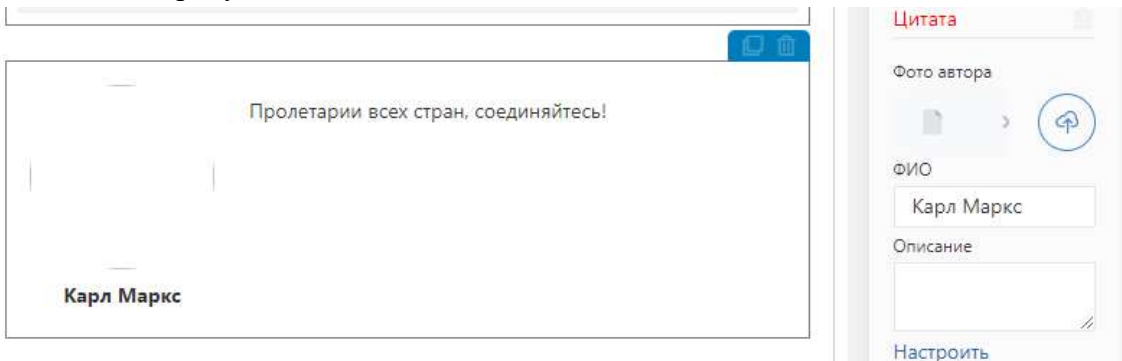 Цитата
Фото автора
Пролетарии всех стран, соединяйтесь!
ФИО
Карл Маркс
Описание
Карл Маркс
Настроить